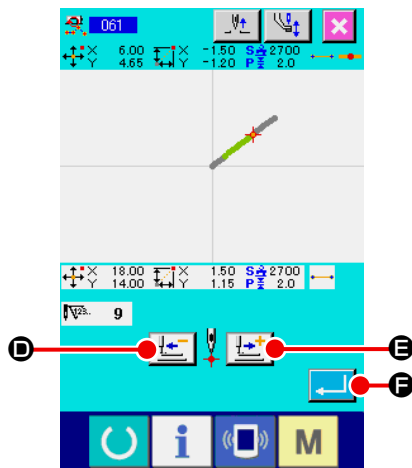 061
X 6.00 X -1.50 S 2700
Y 4.65 Y -1.20 P 2.0
X 18.00 X 1.50 S 2700
Y 14.00 Y 1.15 P 2.0
N123.. 9
D
E
F
i M